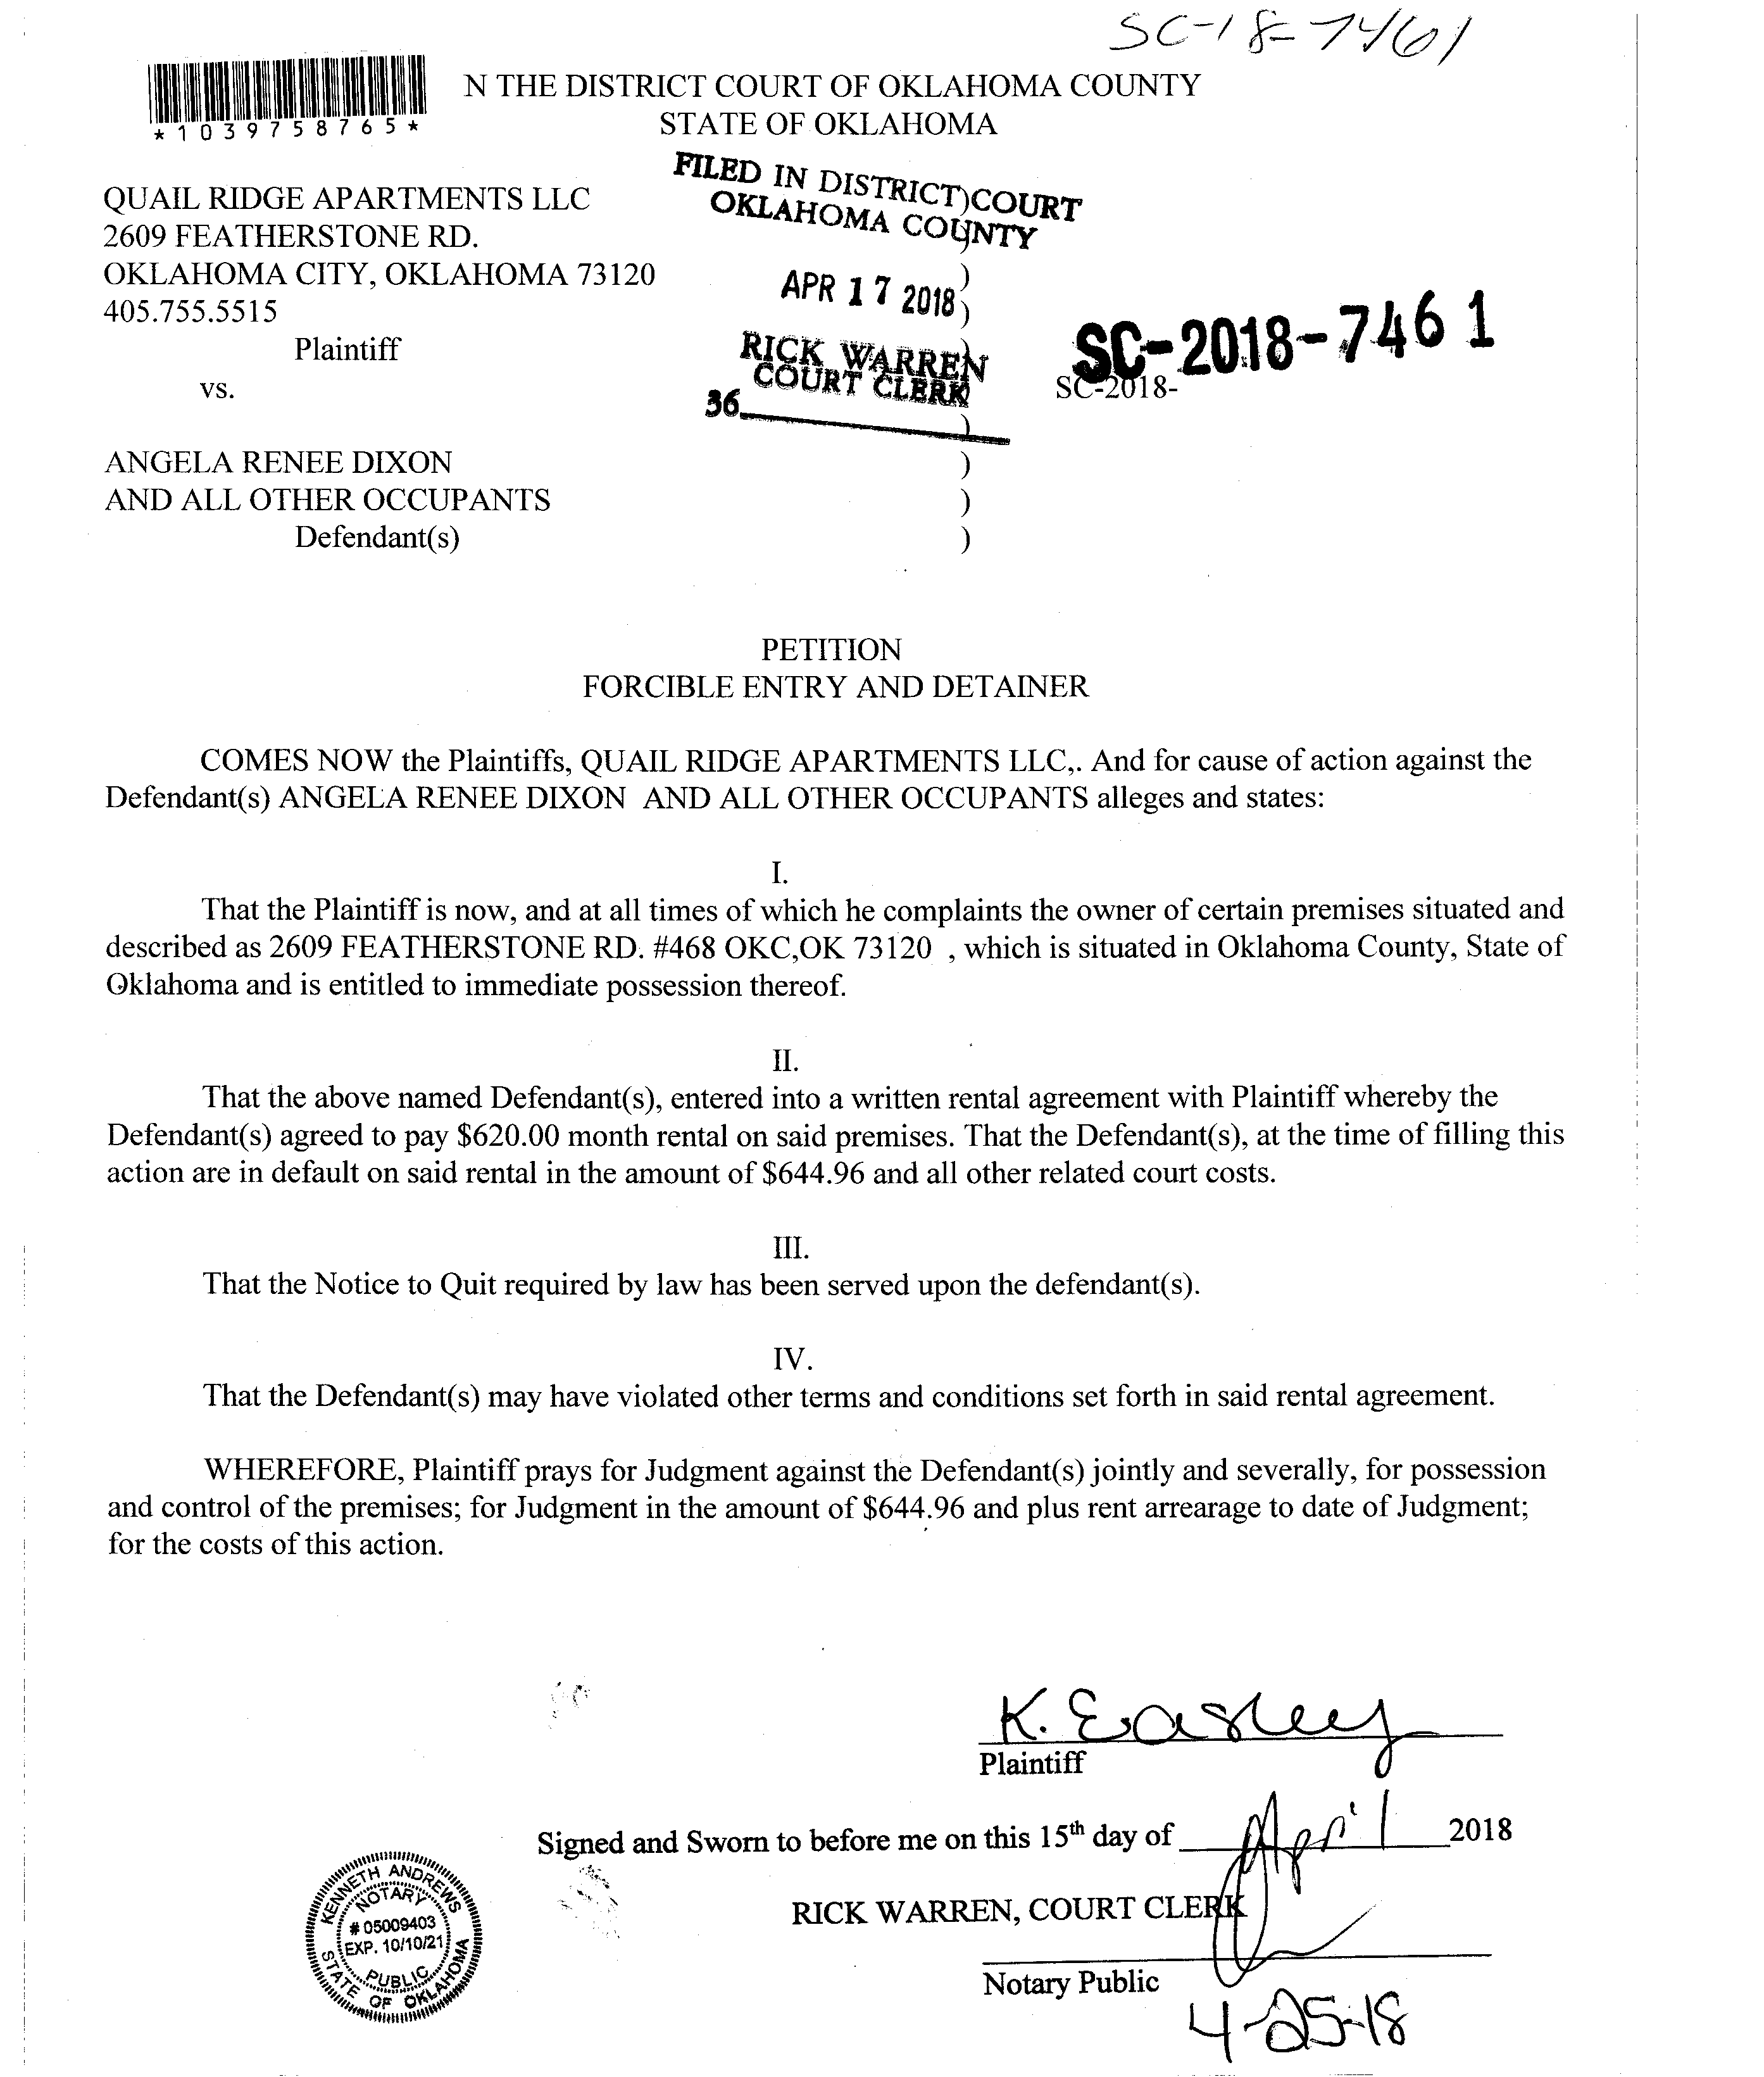 SC-18-7461
*1039758765*
N THE DISTRICT COURT OF OKLAHOMA COUNTY
STATE OF OKLAHOMA
FILED IN DISTRICT COURT
OKLAHOMA COUNTY
APR 17 2018
RICK WARREN
COURT CLERK
36
QUAIL RIDGE APARTMENTS LLC )
2609 FEATHERSTONE RD. )
OKLAHOMA CITY, OKLAHOMA 73120 )
405.755.5515 )
Plaintiff
SC-2018-7461
vs. SC-2018-
)
ANGELA RENEE DIXON )
AND ALL OTHER OCCUPANTS )
Defendant(s) )
PETITION
FORCIBLE ENTRY AND DETAINER
COMES NOW the Plaintiffs, QUAIL RIDGE APARTMENTS LLC,. And for cause of action against the
Defendant(s) ANGELA RENEE DIXON AND ALL OTHER OCCUPANTS alleges and states:
I.
That the Plaintiff is now, and at all times of which he complaints the owner of certain premises situated and
described as 2609 FEATHERSTONE RD. #468 OKC,OK 73120 , which is situated in Oklahoma County, State of
Oklahoma and is entitled to immediate possession thereof.
II.
That the above named Defendant(s), entered into a written rental agreement with Plaintiff whereby the
Defendant(s) agreed to pay $620.00 month rental on said premises. That the Defendant(s), at the time of filling this
action are in default on said rental in the amount of $644.96 and all other related court costs.
III.
That the Notice to Quit required by law has been served upon the defendant(s).
IV.
That the Defendant(s) may have violated other terms and conditions set forth in said rental agreement.
WHEREFORE, Plaintiff prays for Judgment against the Defendant(s) jointly and severally, for possession
and control of the premises; for Judgment in the amount of $644.96 and plus rent arrearage to date of Judgment;
for the costs of this action.
K. Easley
Plaintiff
Signed and Sworn to before me on this 15th day of April 2018
RICK WARREN, COURT CLERK
Notary Public
4-25-18
KENNETH ANDREWS
NOTARY
# 05009403
EXP. 10/10/21
PUBLIC
STATE OF OKLAHOMA